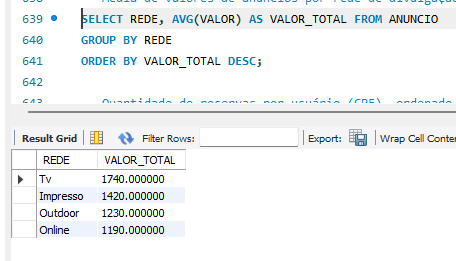 Média de valores de anúncios por rede de divulgaçã
639 SELECT REDE, AVG(VALOR) AS VALOR_TOTAL FROM ANUNCIO
640 GROUP BY REDE
641 ORDER BY VALOR_TOTAL DESC;
642
643 Quantidade de reservas por usuário (CPF), ordenado
Result Grid Filter Rows: Export: Wrap Cell Conte
REDE VALOR_TOTAL
Tv 1740.000000
Impresso 1420.000000
Outdoor 1230.000000
Online 1190.000000